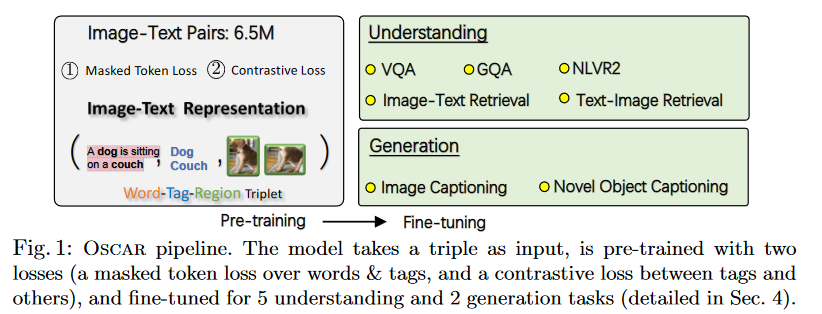 Image-Text Pairs: 6.5M
① Masked Token Loss ② Contrastive Loss
Image-Text Representation
( A dog is sitting on a couch , Dog Couch , )
Word-Tag-Region Triplet
Understanding
VQA GQA NLVR2
Image-Text Retrieval Text-Image Retrieval
Generation
Image Captioning Novel Object Captioning
Pre-training Fine-tuning
Fig. 1: OSCAR pipeline. The model takes a triple as input, is pre-trained with two
losses (a masked token loss over words & tags, and a contrastive loss between tags and
others), and fine-tuned for 5 understanding and 2 generation tasks (detailed in Sec. 4).